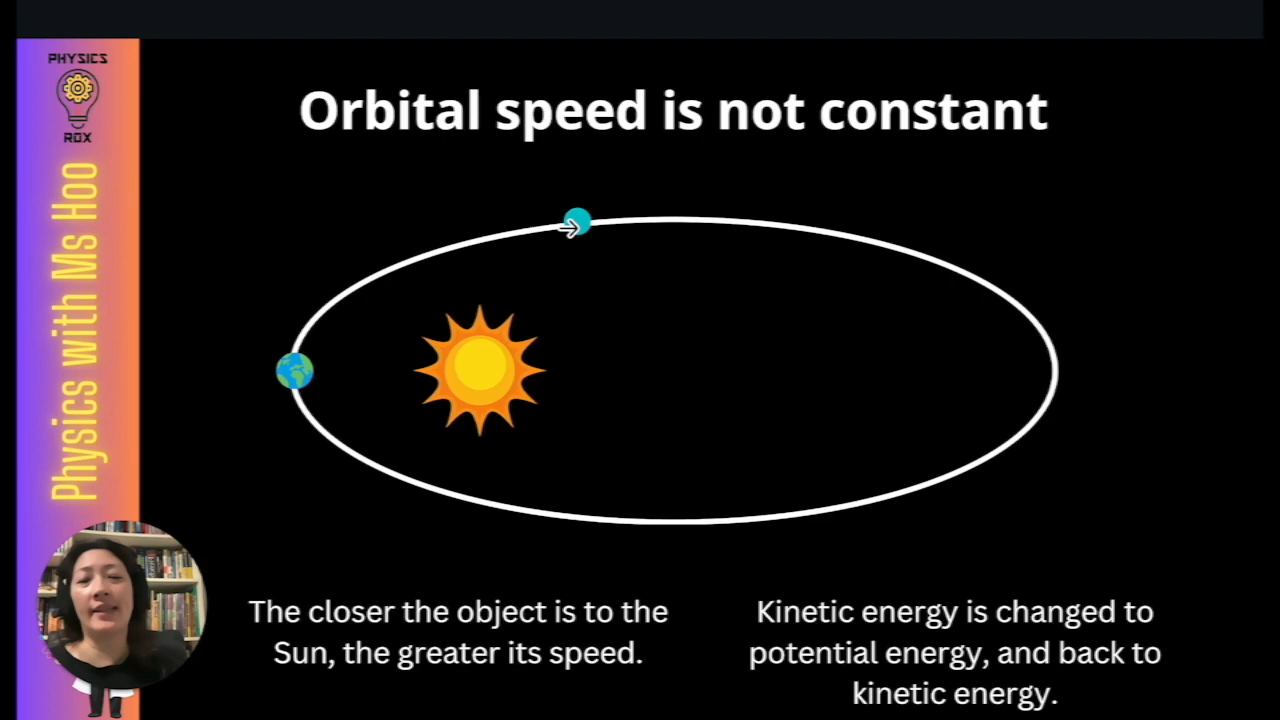 PHYSICS
ROX
Physics with Ms Hoo
Orbital speed is not constant
The closer the object is to the
Sun, the greater its speed.
Kinetic energy is changed to
potential energy, and back to
kinetic energy.